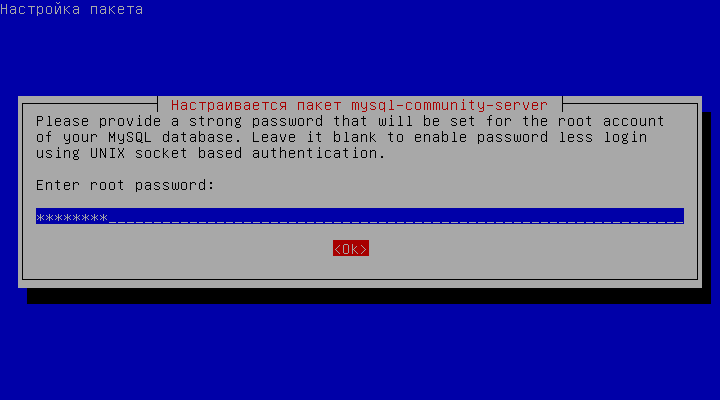 Настройка пакета
Настраивается пакет mysql-community-server
Please provide a strong password that will be set for the root account
of your MySQL database. Leave it blank to enable password less login
using UNIX socket based authentication.
Enter root password:
********
<Ok>